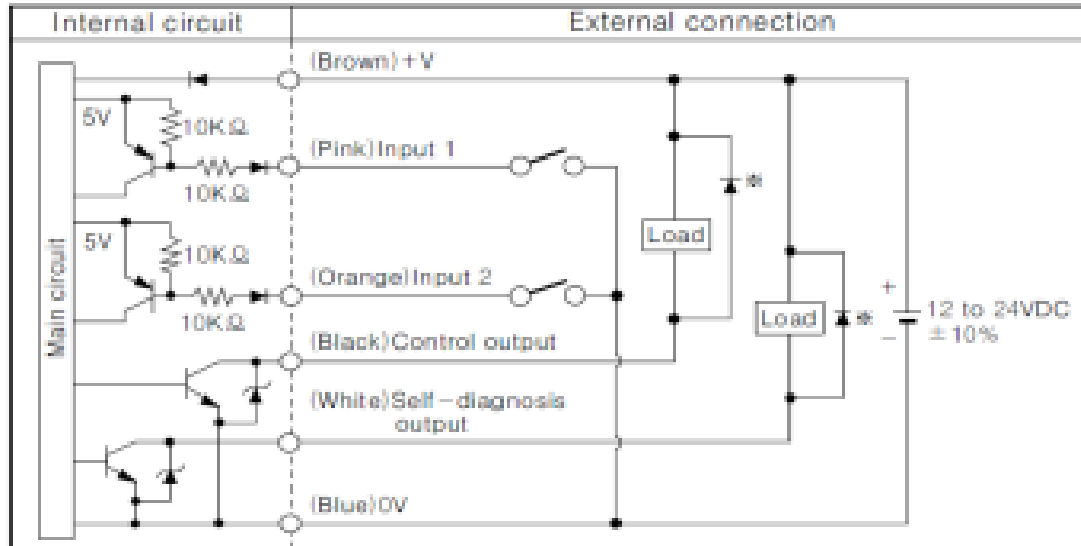 Internal circuit
External connection
(Brown)+V
5V
10KΩ
(Pink)Input 1
10KΩ
※
Load
5V
10KΩ
(Orange)Input 2
10KΩ
+
Load
※
12 to 24VDC
−
±10%
Main circuit
(Black)Control output
(White)Self-diagnosis
output
(Blue)0V